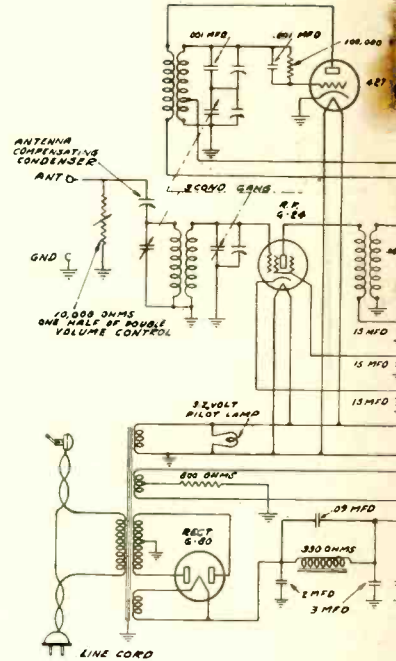 .001 MFD
.001 MFD
100,000
427
ANTENNA
COMPENSATING
CONDENSER
ANT
2 COND. GANG
R.F.
G-24
GND
10,000 OHMS
ONE HALF OF DOUBLE
VOLUME CONTROL
.15 MFD
.15 MFD
.15 MFD
3.2 VOLT
PILOT LAMP
800 OHMS
.09 MFD
RECT
G-80
990 OHMS
2 MFD
3 MFD
LINE CORD